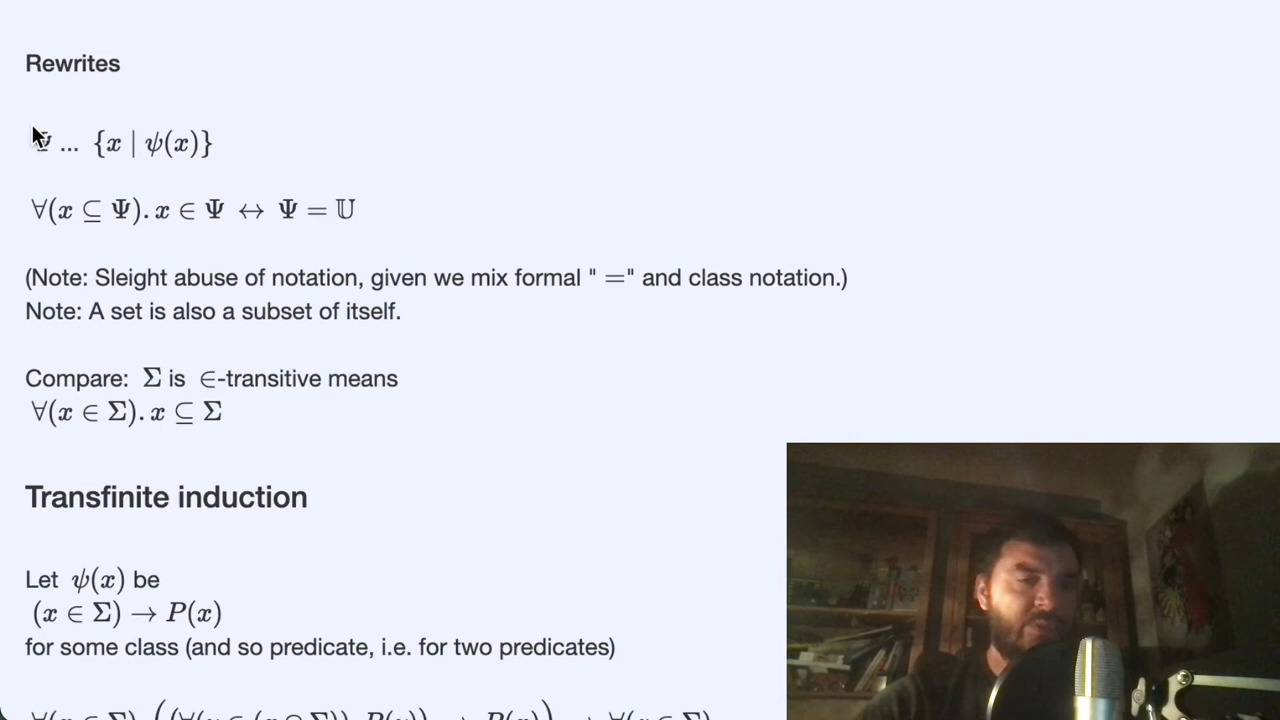 Rewrites
Ψ ... {x | ψ(x)}
∀(x ⊆ Ψ). x ∈ Ψ ↔ Ψ = 𝕌
(Note: Sleight abuse of notation, given we mix formal " =" and class notation.)
Note: A set is also a subset of itself.
Compare: Σ is ∈-transitive means
∀(x ∈ Σ). x ⊆ Σ
Transfinite induction
Let ψ(x) be
(x ∈ Σ) → P(x)
for some class (and so predicate, i.e. for two predicates)